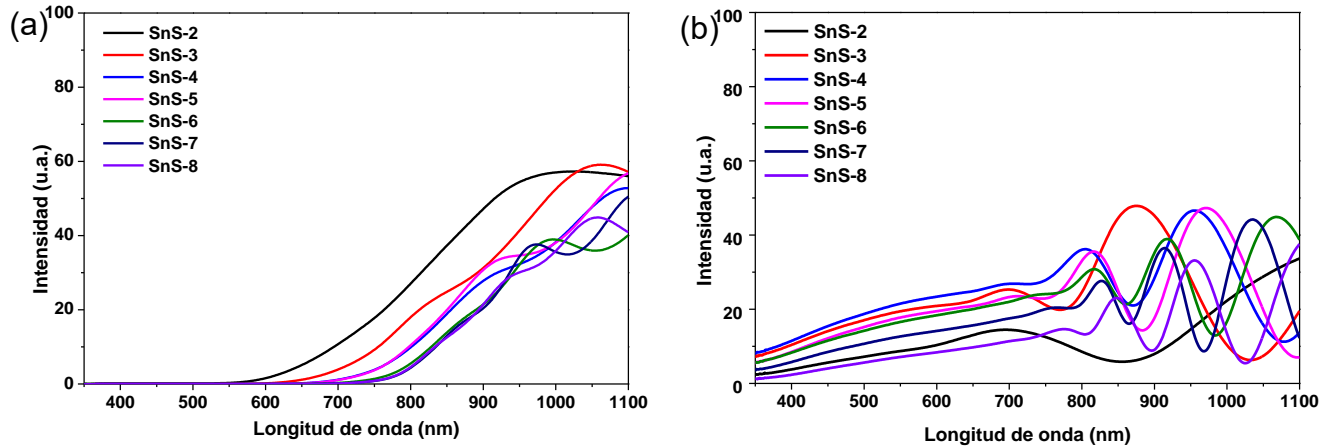 (a)
100
80
60
40
20
0
Intensidad (u.a.)
SnS-2
SnS-3
SnS-4
SnS-5
SnS-6
SnS-7
SnS-8
400 500 600 700 800 900 1000 1100
Longitud de onda (nm)
(b)
100
80
60
40
20
0
Intensidad (u.a.)
SnS-2
SnS-3
SnS-4
SnS-5
SnS-6
SnS-7
SnS-8
400 500 600 700 800 900 1000 1100
Longitud de onda (nm)